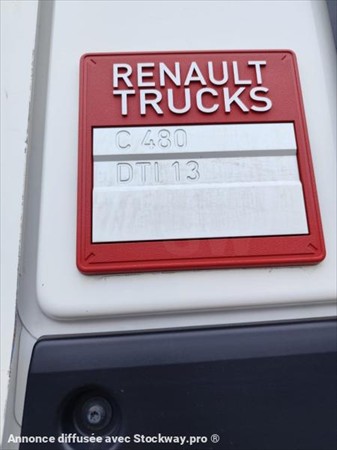 RENAULT
TRUCKS
C 480
DTI 13
Annonce diffusée avec Stockway.pro ®